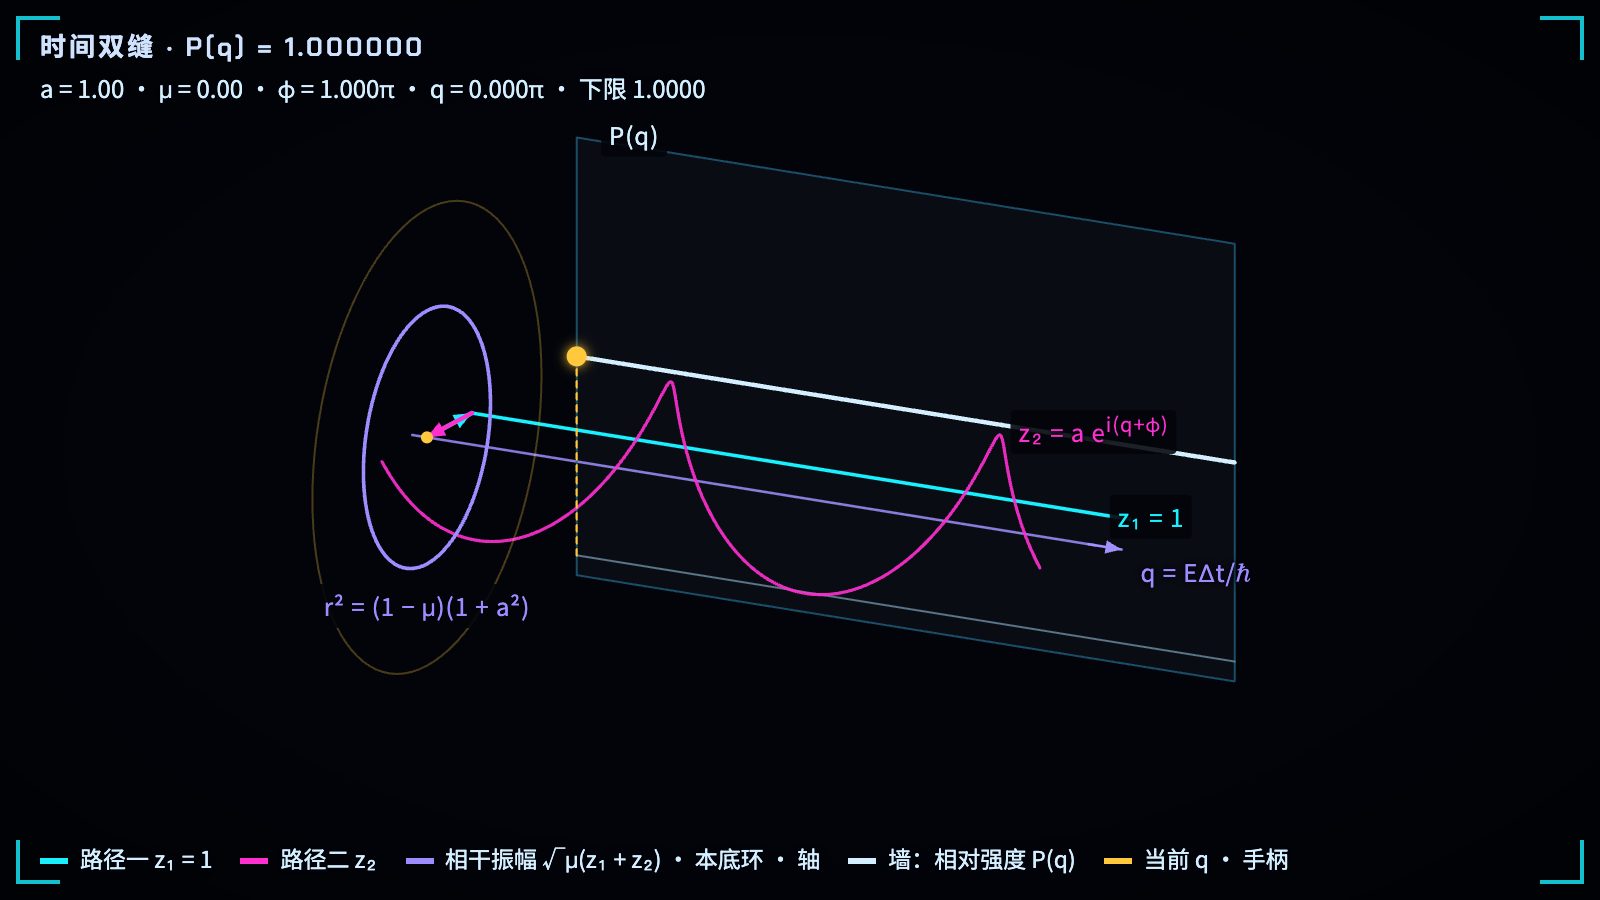 时间双缝 · P(q) = 1.000000
a = 1.00 • μ = 0.00 • ϕ = 1.000π • q = 0.000π • 下限 1.0000
P(q)
z₂ = a e^{i(q+ϕ)}
z₁ = 1
q = EΔt/ℏ
r² = (1 − μ)(1 + a²)
路径一 z₁ = 1
路径二 z₂
相干振幅 √μ(z₁ + z₂) • 本底环 • 轴
墙：相对强度 P(q)
当前 q • 手柄